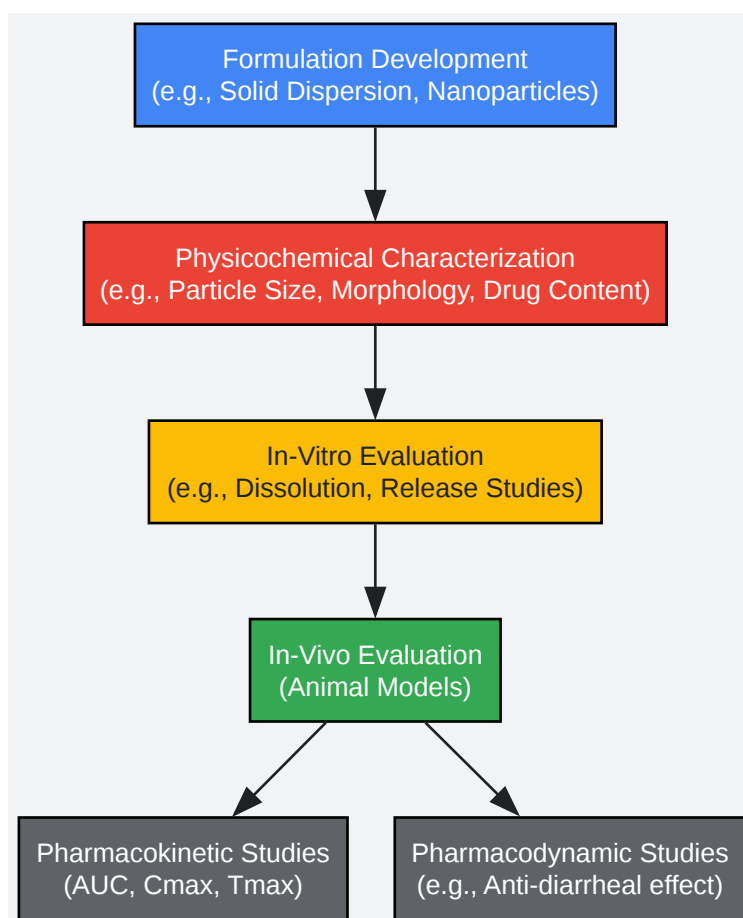 Formulation Development
(e.g., Solid Dispersion, Nanoparticles)
Physicochemical Characterization
(e.g., Particle Size, Morphology, Drug Content)
In-Vitro Evaluation
(e.g., Dissolution, Release Studies)
In-Vivo Evaluation
(Animal Models)
Pharmacokinetic Studies
(AUC, Cmax, Tmax)
Pharmacodynamic Studies
(e.g., Anti-diarrheal effect)